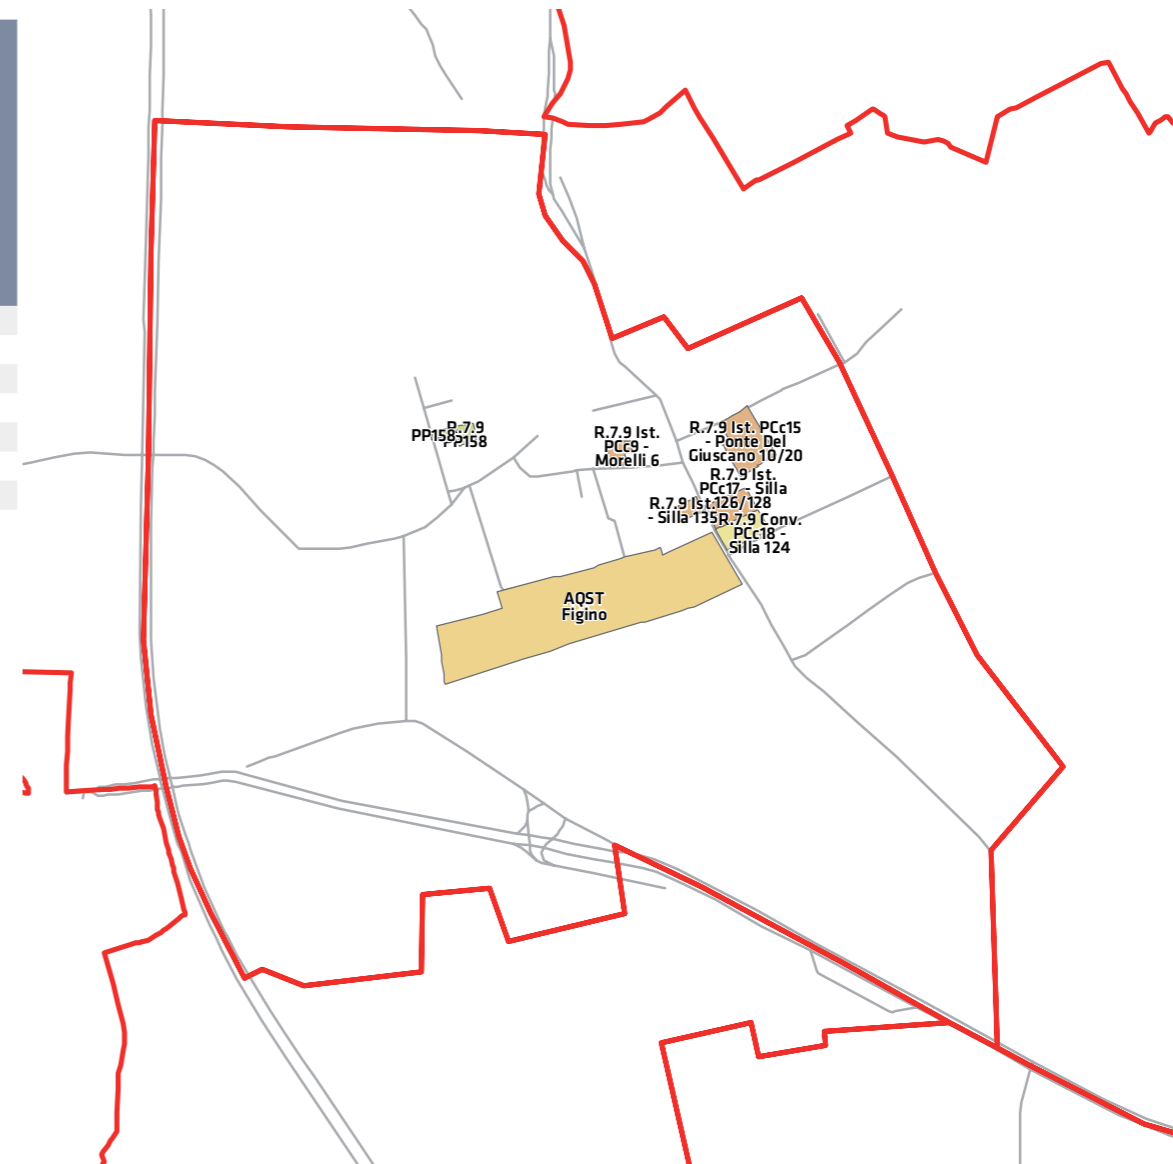 R.7.9
PP158
PP158
R.7.9 Ist.
PCc9 -
Morelli 6
R.7.9 Ist. PCc15
- Ponte Del
Giuscano 10/20
R.7.9 Ist.
PCc17 - Silla
126/128
R.7.9 Ist.
- Silla 135
R.7.9 Conv.
PCc18 -
Silla 124
AQST
Figino